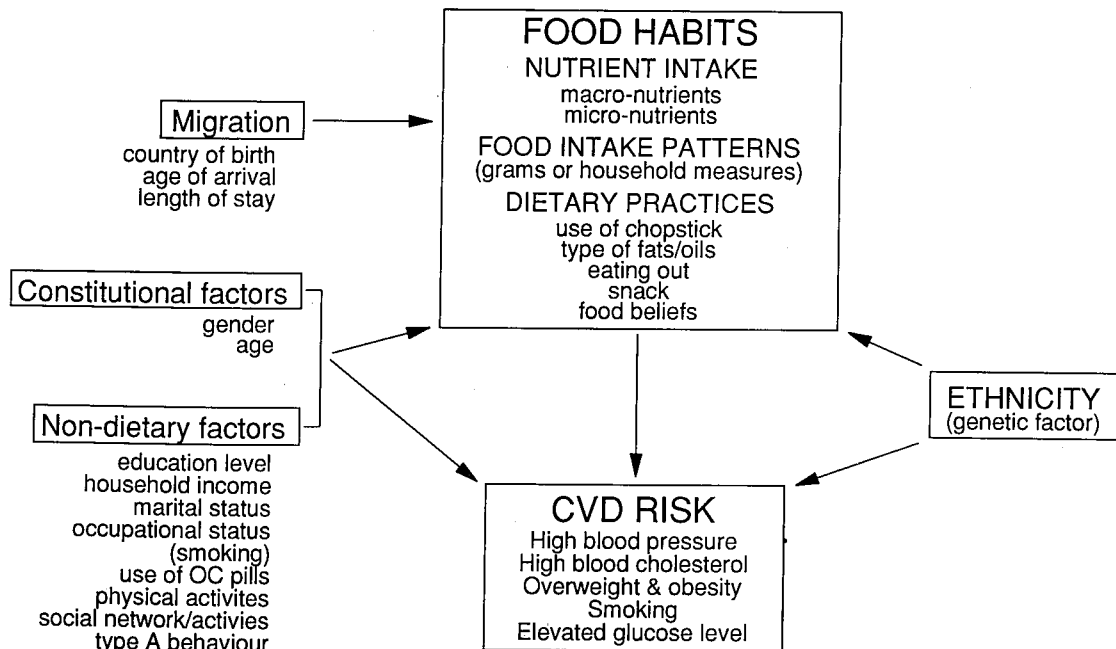 FOOD HABITS
NUTRIENT INTAKE
macro-nutrients
micro-nutrients
FOOD INTAKE PATTERNS
(grams or household measures)
DIETARY PRACTICES
use of chopstick
type of fats/oils
eating out
snack
food beliefs
Migration
country of birth
age of arrival
length of stay
Constitutional factors
gender
age
Non-dietary factors
education level
household income
marital status
occupational status
(smoking)
use of OC pills
physical activites
social network/activies
type A behaviour
ETHNICITY
(genetic factor)
CVD RISK
High blood pressure
High blood cholesterol
Overweight & obesity
Smoking
Elevated glucose level